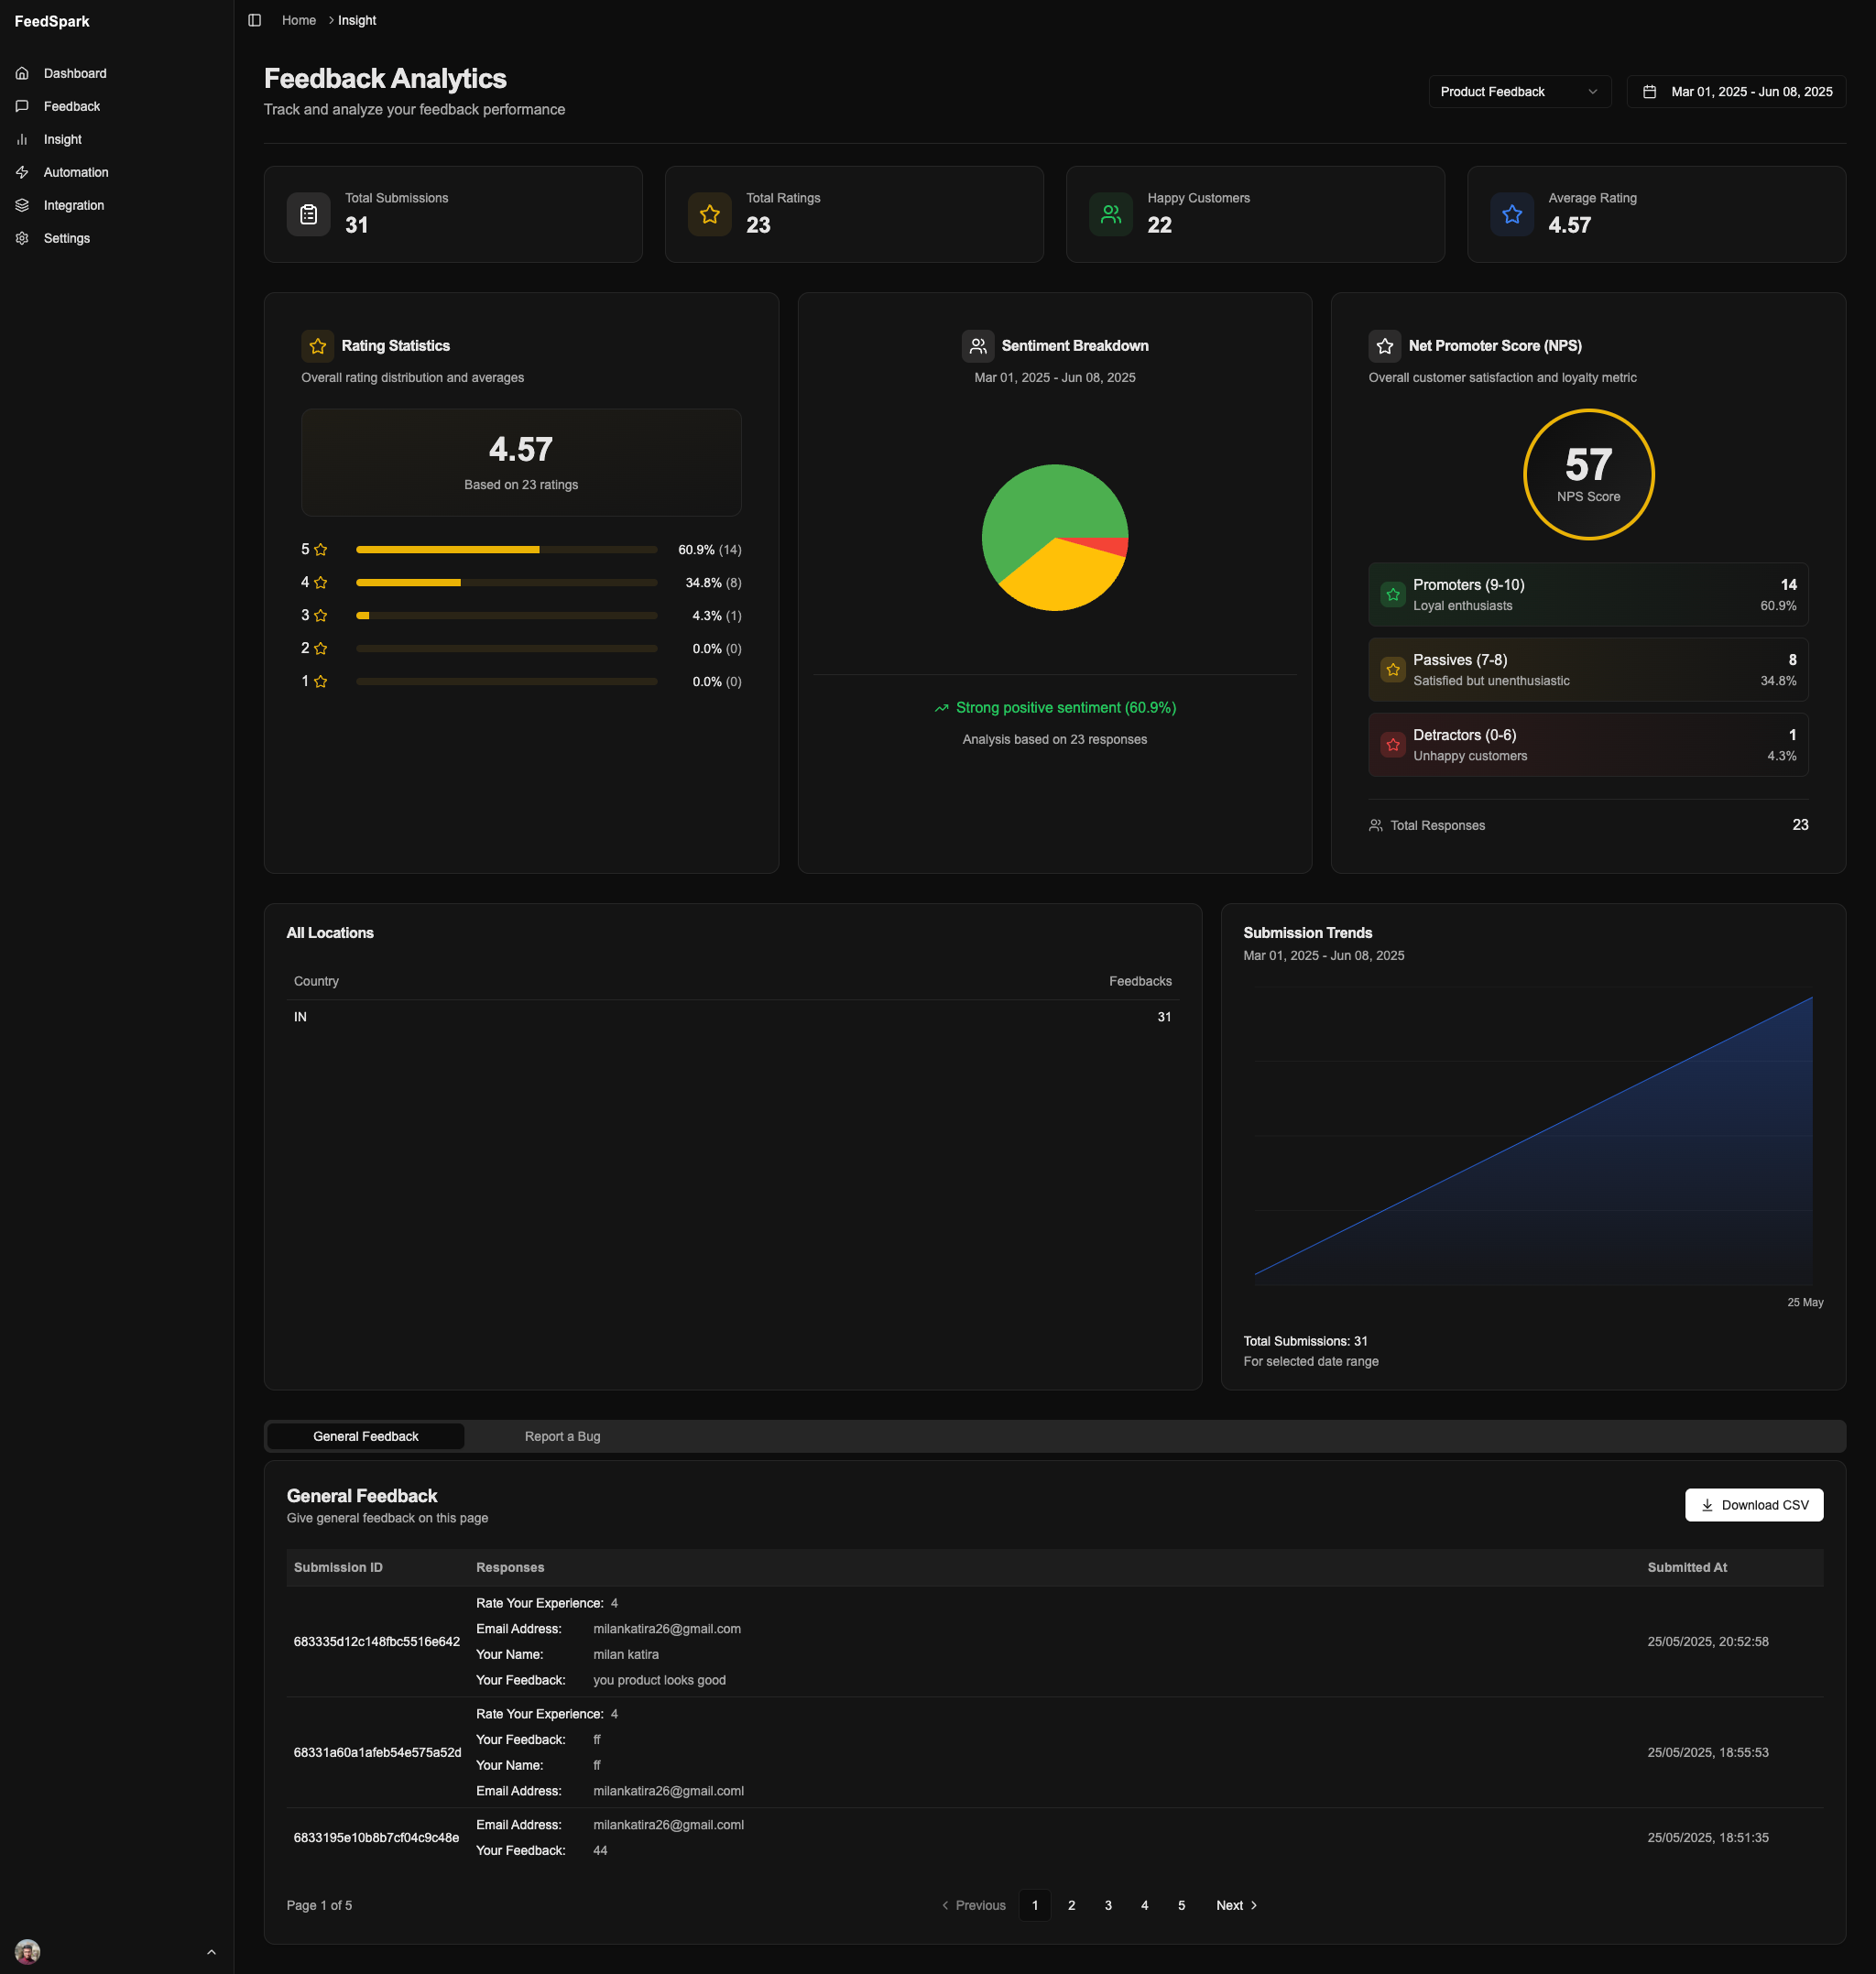 FeedSpark
Dashboard
Feedback
Insight
Automation
Integration
Settings
Home > Insight
Feedback Analytics
Track and analyze your feedback performance
Product Feedback
Mar 01, 2025 - Jun 08, 2025
Total Submissions
31
Total Ratings
23
Happy Customers
22
Average Rating
4.57
Rating Statistics
Overall rating distribution and averages
4.57
Based on 23 ratings
5 60.9% (14)
4 34.8% (8)
3 4.3% (1)
2 0.0% (0)
1 0.0% (0)
Sentiment Breakdown
Mar 01, 2025 - Jun 08, 2025
Strong positive sentiment (60.9%)
Analysis based on 23 responses
Net Promoter Score (NPS)
Overall customer satisfaction and loyalty metric
57
NPS Score
Promoters (9-10) 14
Loyal enthusiasts 60.9%
Passives (7-8) 8
Satisfied but unenthusiastic 34.8%
Detractors (0-6) 1
Unhappy customers 4.3%
Total Responses 23
All Locations
Country Feedbacks
IN 31
Submission Trends
Mar 01, 2025 - Jun 08, 2025
25 May
Total Submissions: 31
For selected date range
General Feedback Report a Bug
General Feedback
Give general feedback on this page
Download CSV
Submission ID Responses Submitted At
683335d12c148fbc5516e642
Rate Your Experience: 4
Email Address: milankatira26@gmail.com
Your Name: milan katira
Your Feedback: you product looks good
25/05/2025, 20:52:58
68331a60a1afeb54e575a52d
Rate Your Experience: 4
Your Feedback: ff
Your Name: ff
Email Address: milankatira26@gmail.coml
25/05/2025, 18:55:53
6833195e10b8b7cf04c9c48e
Email Address: milankatira26@gmail.coml
Your Feedback: 44
25/05/2025, 18:51:35
Page 1 of 5
Previous 1 2 3 4 5 Next